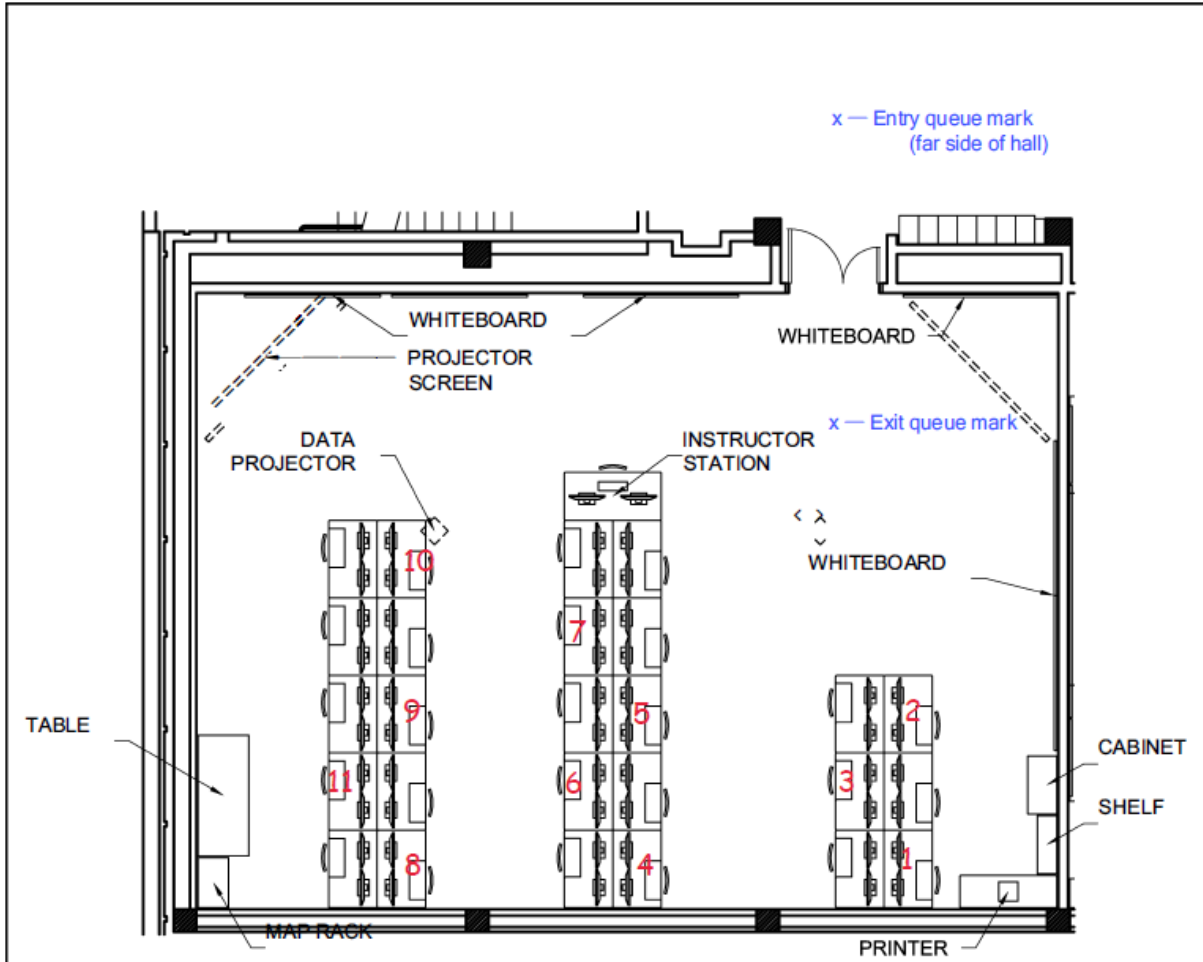 x — Entry queue mark
(far side of hall)
WHITEBOARD
WHITEBOARD
PROJECTOR
SCREEN
x — Exit queue mark
DATA
PROJECTOR
INSTRUCTOR
STATION
WHITEBOARD
10
7
9
5
2
TABLE
CABINET
11
6
3
SHELF
8
4
1
MAP RACK
PRINTER